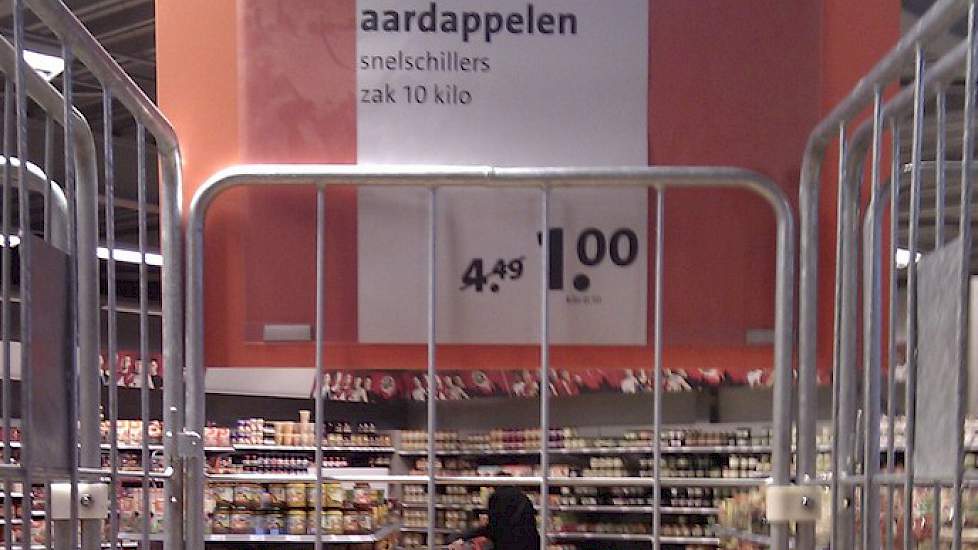 aardappelen
snelschillers
zak 10 kilo
4.49 1.00